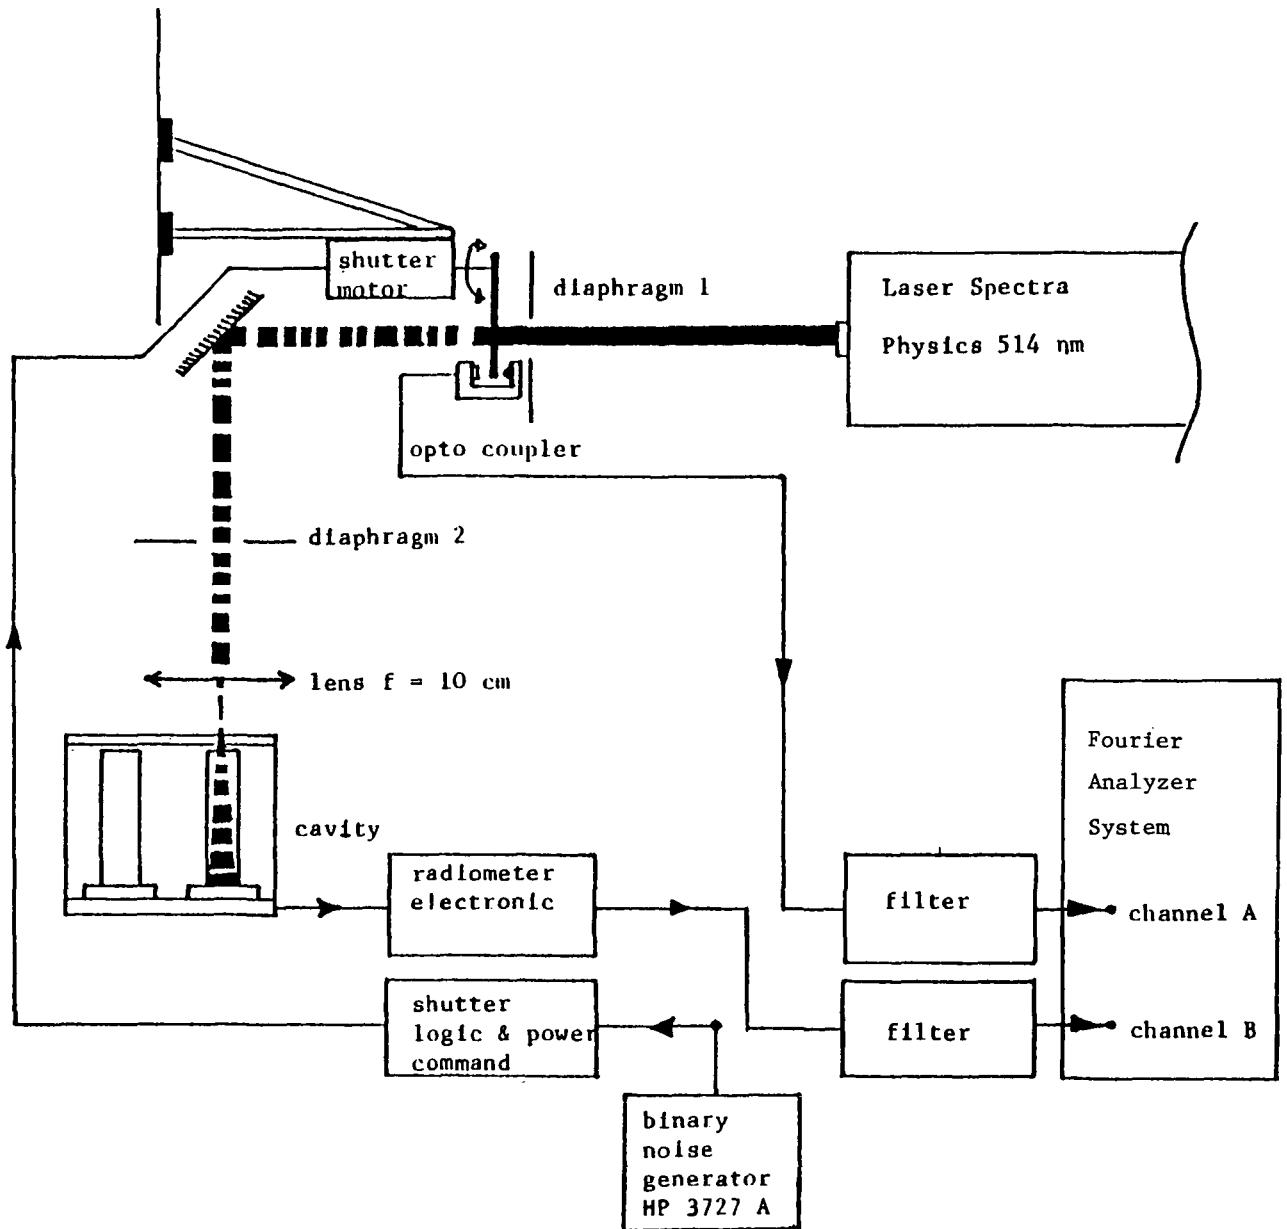 shutter
motor
diaphragm 1
Laser Spectra
Physics 514 ηm
opto coupler
diaphragm 2
lens f = 10 cm
cavity
radiometer
electronic
filter
Fourier
Analyzer
System
channel A
shutter
logic & power
command
filter
channel B
binary
noise
generator
HP 3727 A